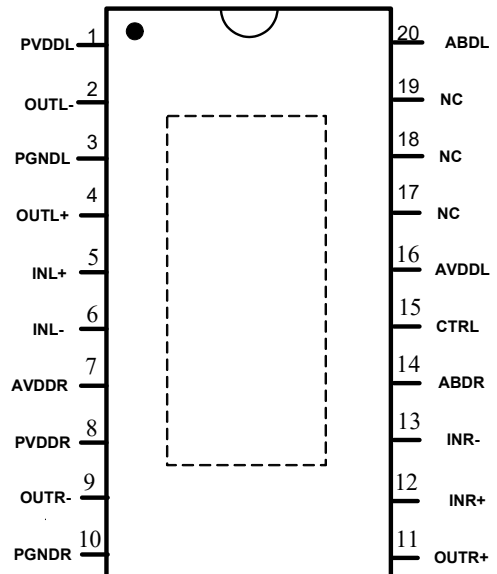 PVDDL 1 20 ABDL
OUTL- 2 19 NC
PGNDL 3 18 NC
OUTL+ 4 17 NC
INL+ 5 16 AVDDL
INL- 6 15 CTRL
AVDDR 7 14 ABDR
PVDDR 8 13 INR-
OUTR- 9 12 INR+
PGNDR 10 11 OUTR+